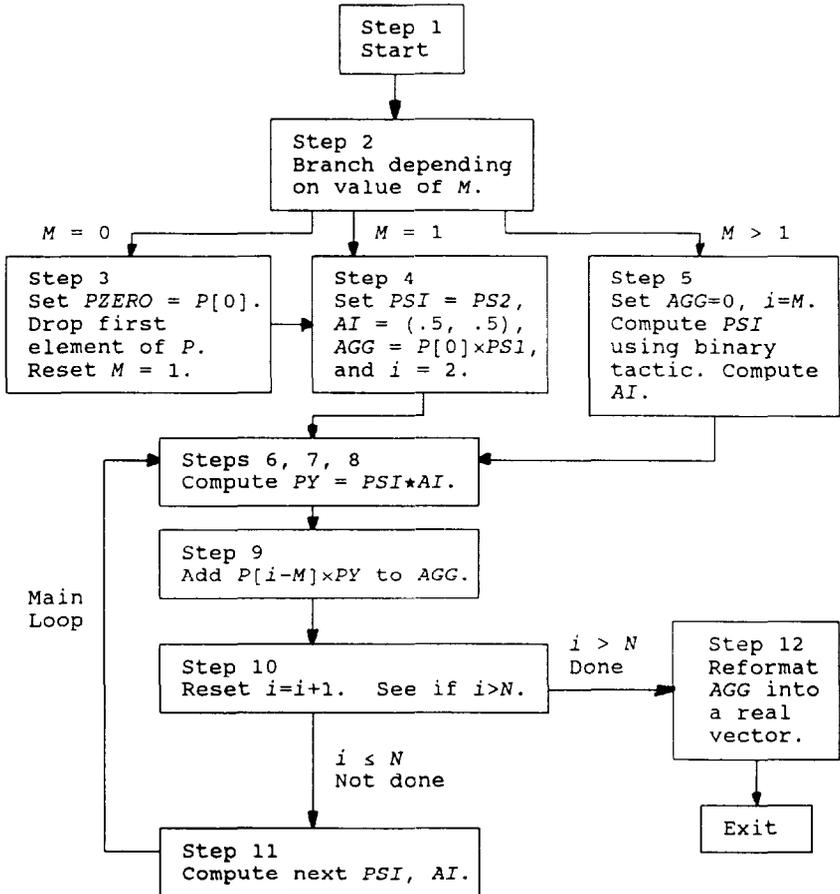 Step 1
Start
Step 2
Branch depending
on value of M.
M = 0
M = 1
M > 1
Step 3
Set PZERO = P[0].
Drop first
element of P.
Reset M = 1.
Step 4
Set PSI = PS2,
AI = (.5, .5),
AGG = P[0]×PS1,
and i = 2.
Step 5
Set AGG=0, i=M.
Compute PSI
using binary
tactic. Compute
AI.
Steps 6, 7, 8
Compute PY = PSI★AI.
Step 9
Add P[i-M]×PY to AGG.
Main
Loop
Step 10
Reset i=i+1. See if i>N.
i > N
Done
Step 12
Reformat
AGG into
a real
vector.
i ≤ N
Not done
Exit
Step 11
Compute next PSI, AI.